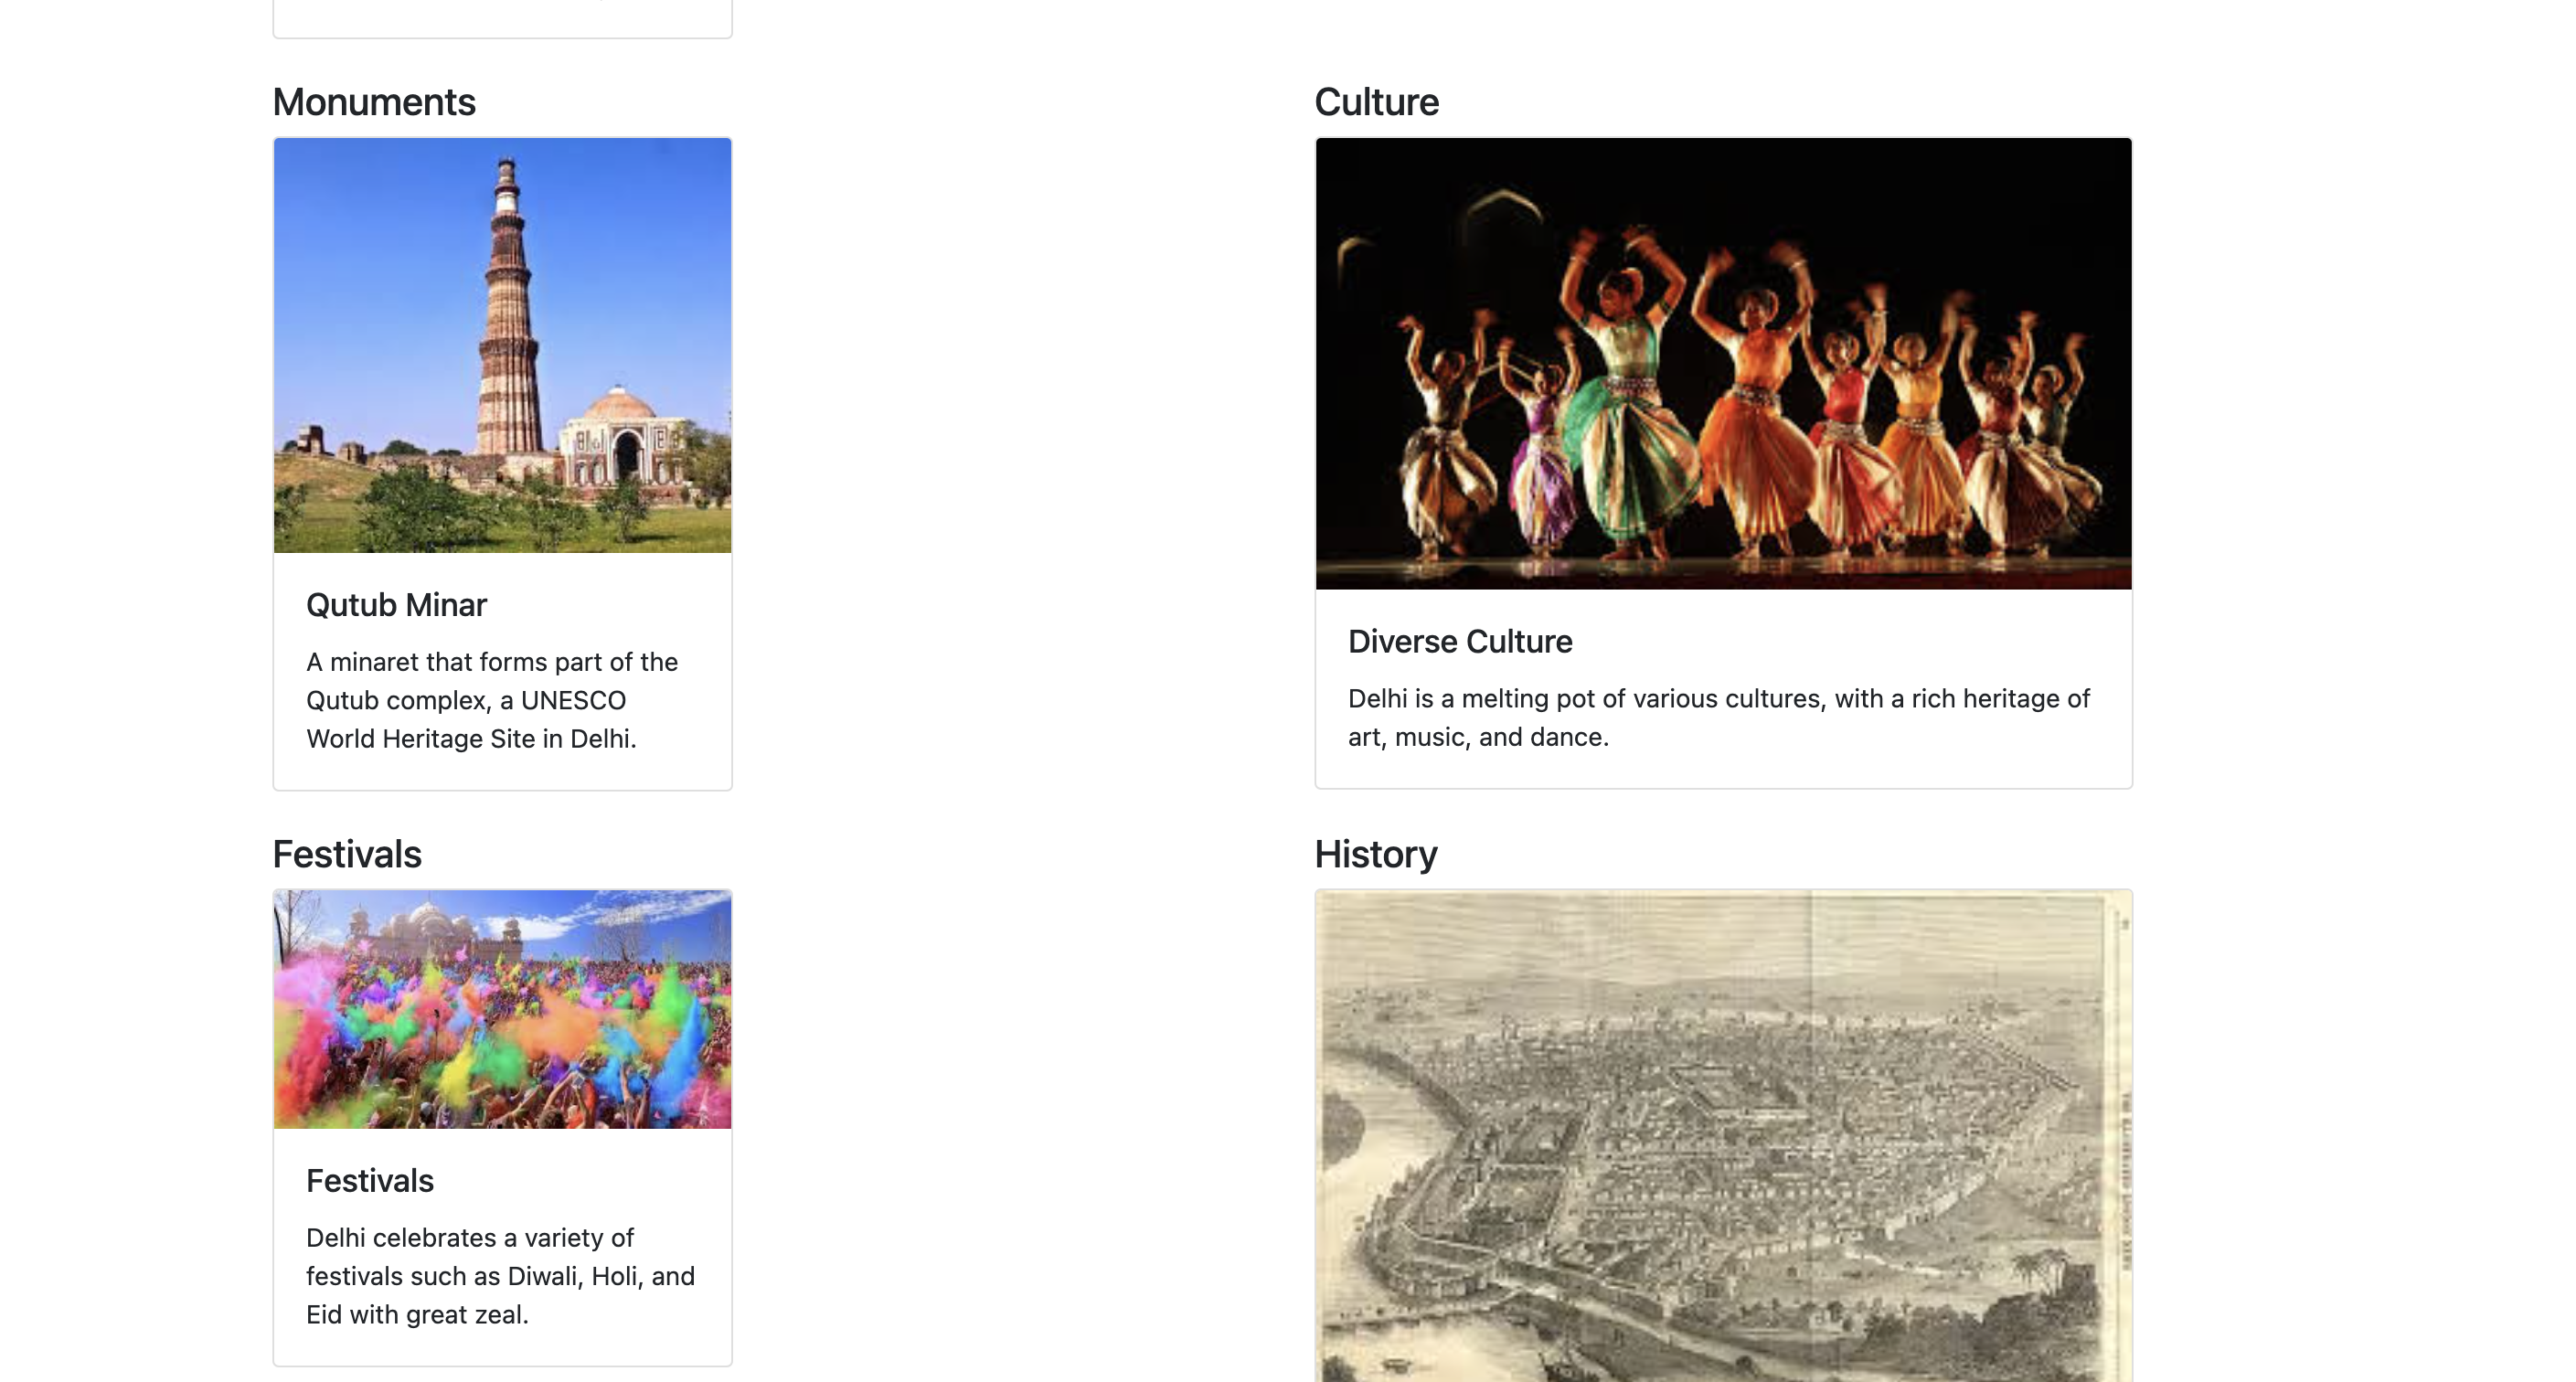 Monuments
Qutub Minar
A minaret that forms part of the
Qutub complex, a UNESCO
World Heritage Site in Delhi.
Culture
Diverse Culture
Delhi is a melting pot of various cultures, with a rich heritage of
art, music, and dance.
Festivals
Festivals
Delhi celebrates a variety of
festivals such as Diwali, Holi, and
Eid with great zeal.
History